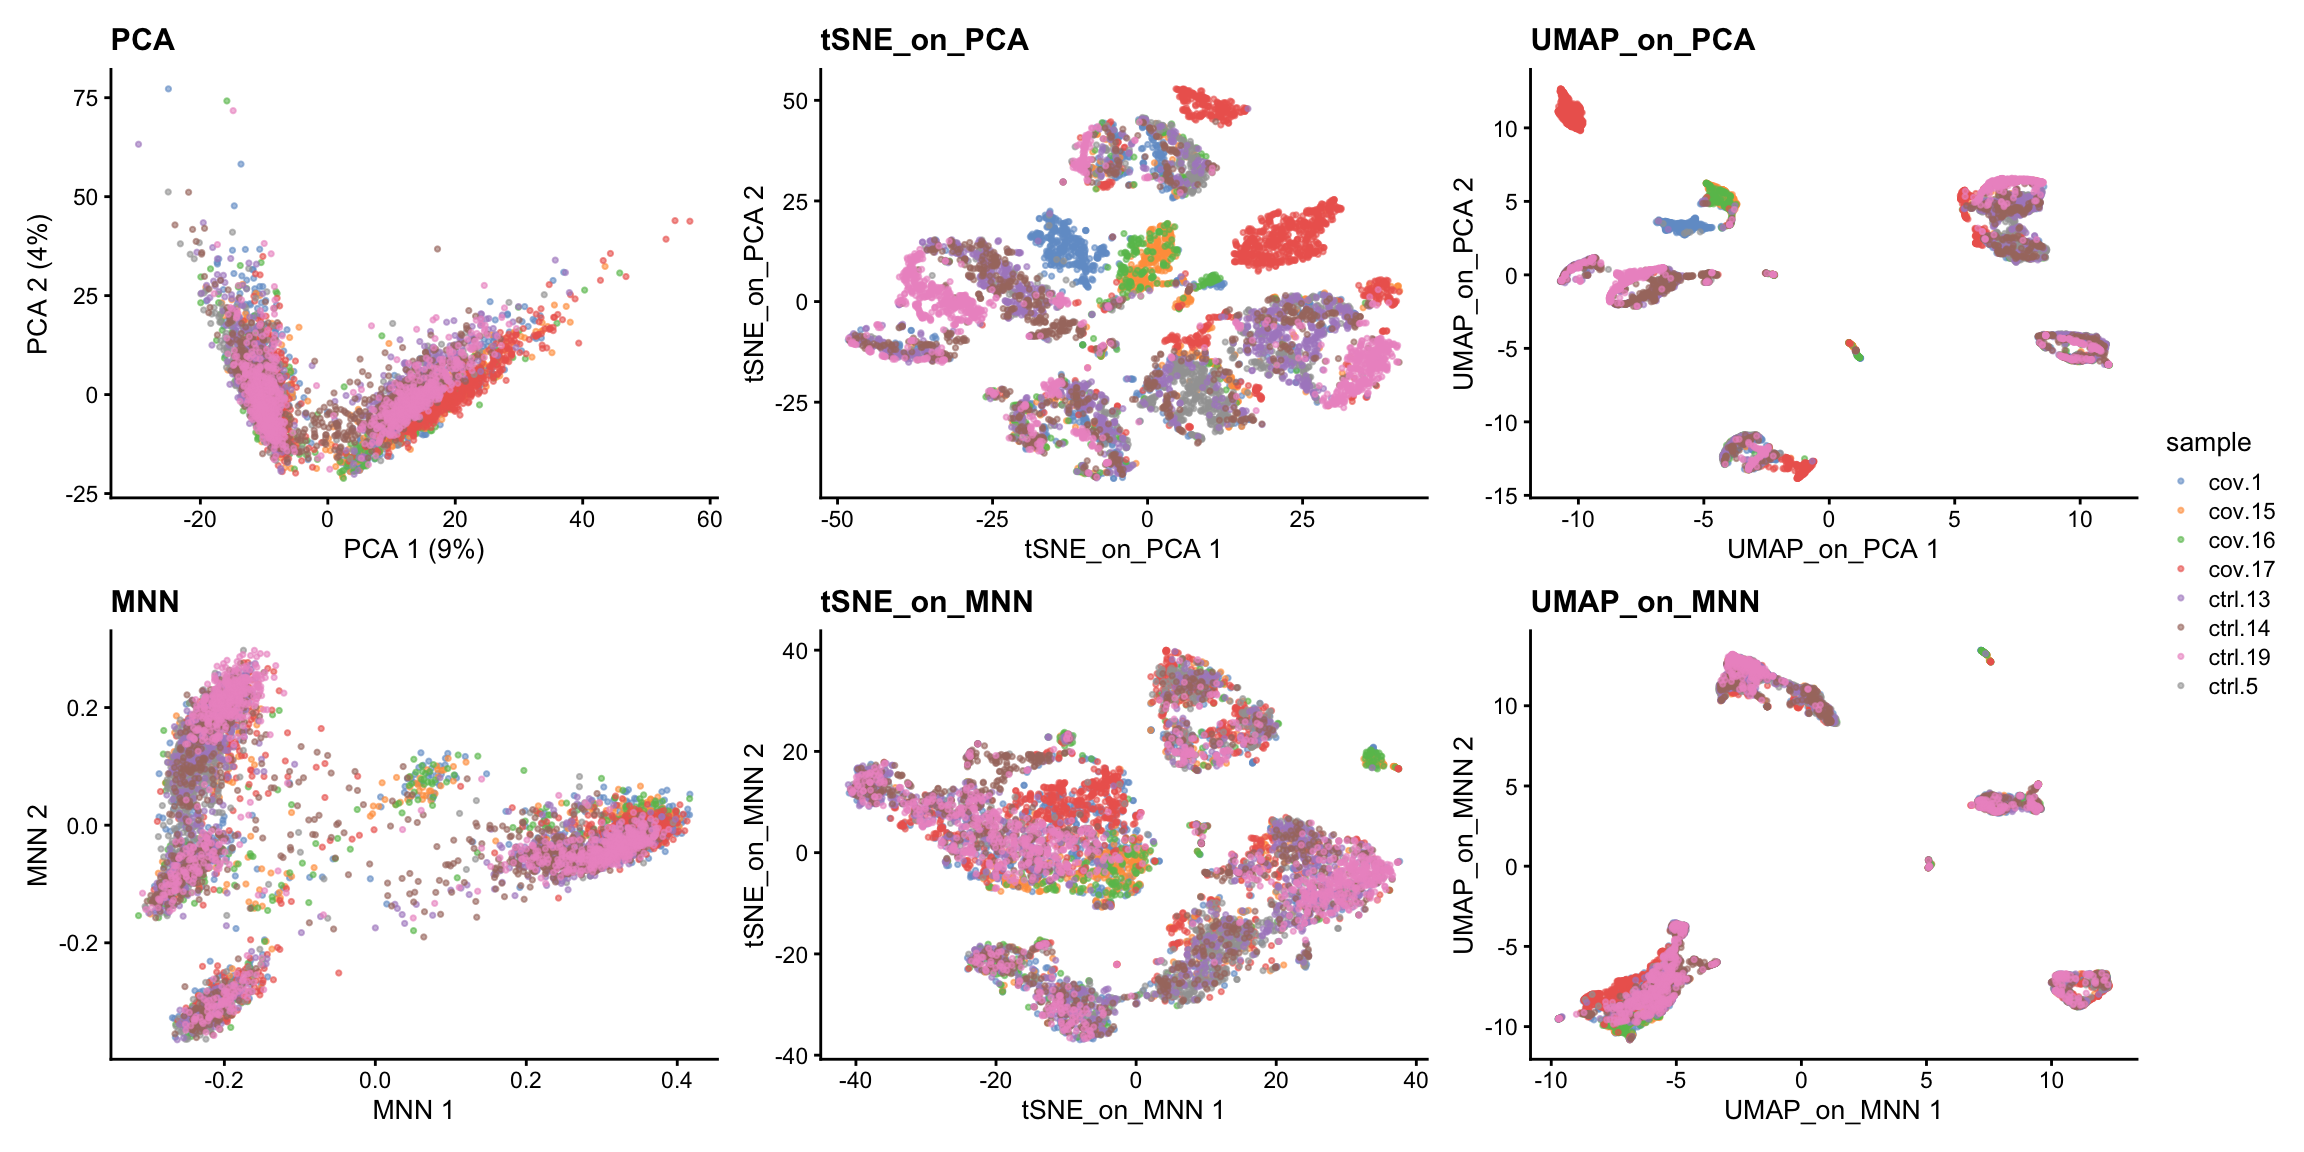 PCA
75
50
25
0
-25
-20
0
20
40
60
PCA 1 (9%)
PCA 2 (4%)
tSNE_on_PCA
50
25
0
-25
-50
-25
0
25
tSNE_on_PCA 1
tSNE_on_PCA 2
UMAP_on_PCA
10
5
0
-5
-10
-15
-10
-5
0
5
10
UMAP_on_PCA 1
UMAP_on_PCA 2
MNN
0.2
0.0
-0.2
-0.2
0.0
0.2
0.4
MNN 1
MNN 2
tSNE_on_MNN
40
20
0
-20
-40
-40
-20
0
20
40
tSNE_on_MNN 1
tSNE_on_MNN 2
UMAP_on_MNN
10
5
0
-5
-10
-10
-5
0
5
10
UMAP_on_MNN 1
UMAP_on_MNN 2
sample
cov.1
cov.15
cov.16
cov.17
ctrl.13
ctrl.14
ctrl.19
ctrl.5